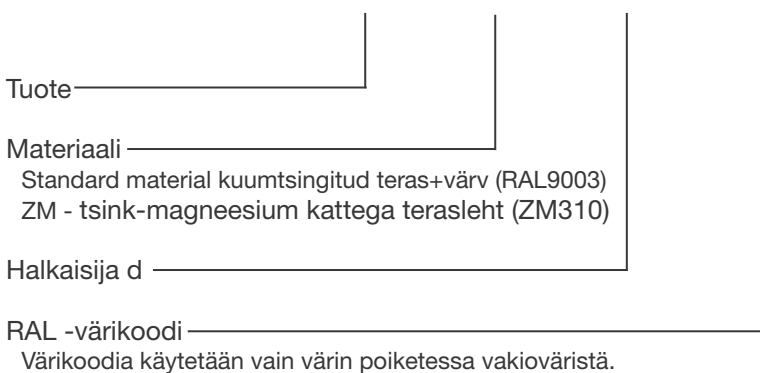 Tuote
Materiaali
Standard material kuumtsingitud teras+värv (RAL9003)
ZM - tsink-magneesium kattega terasleht (ZM310)
Halkaisija d
RAL -värikoodi
Värikoodia käytetään vain värin poiketessa vakioväristä.